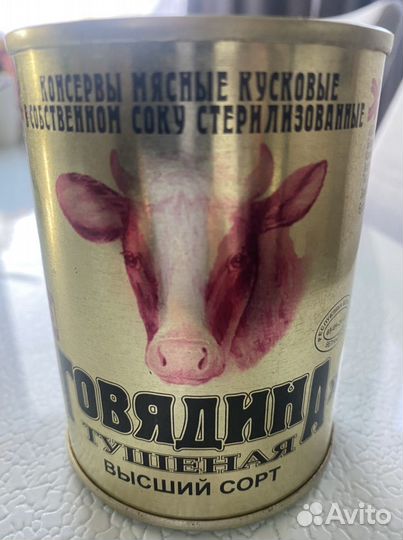 КОНСЕРВЫ МЯСНЫЕ КУСКОВЫЕ
В СОБСТВЕННОМ СОКУ СТЕРИЛИЗОВАННЫЕ
ГОВЯДИНА
ТУШЕНАЯ
ВЫСШИЙ СОРТ
Avito